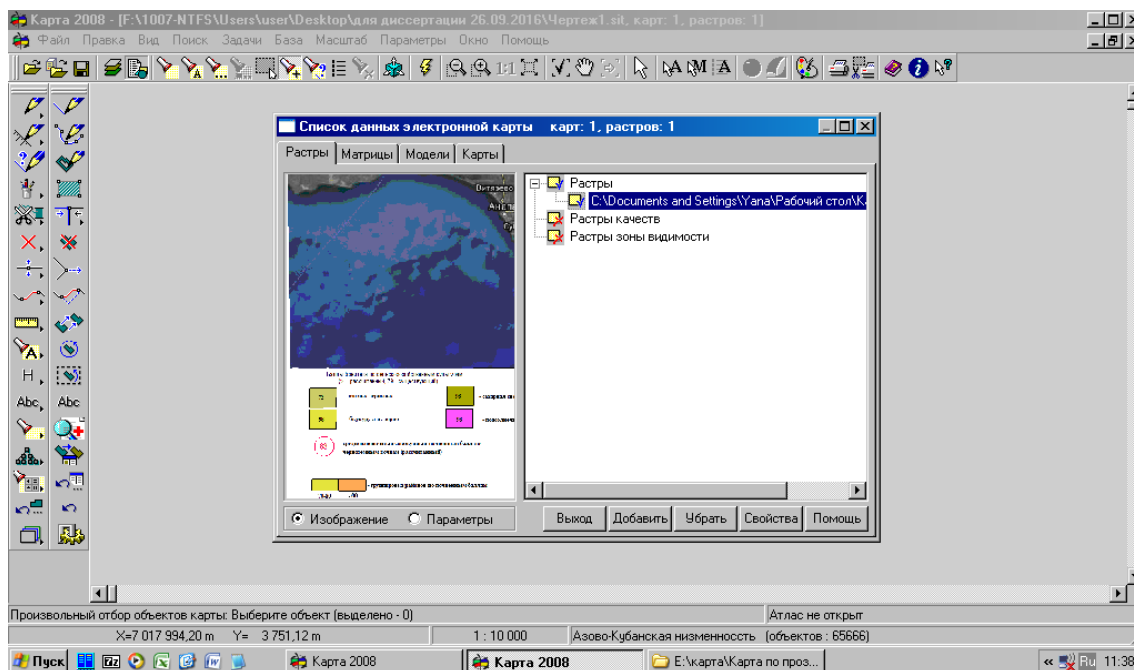 Карта 2008 - [F:\1007-NTFS\Users\user\Desktop\для диссертации 26.09.2016\Чертеж1.sit, карт: 1, растров: 1]
Файл Правка Вид Поиск Задачи База Масштаб Параметры Окно Помощь
1:1
Список данных электронной карты карт: 1, растров: 1
Растры Матрицы Модели Карты
Витязево
Растры
C:\Documents and Settings\Yana\Рабочий стол\К
Растры качеств
Растры зоны видимости
Изображение Параметры
Выход Добавить Убрать Свойства Помощь
H
Abc, Abc
Произвольный отбор объектов карты: Выберите объект (выделено - 0) Атлас не открыт
X=7 017 994,20 m Y= 3 751,12 m 1 : 10 000 Азово-Кубанская низменность (объектов : 65666)
Пуск Карта 2008 Карта 2008 E:\карта\Карта по проз... « Ru 11:38